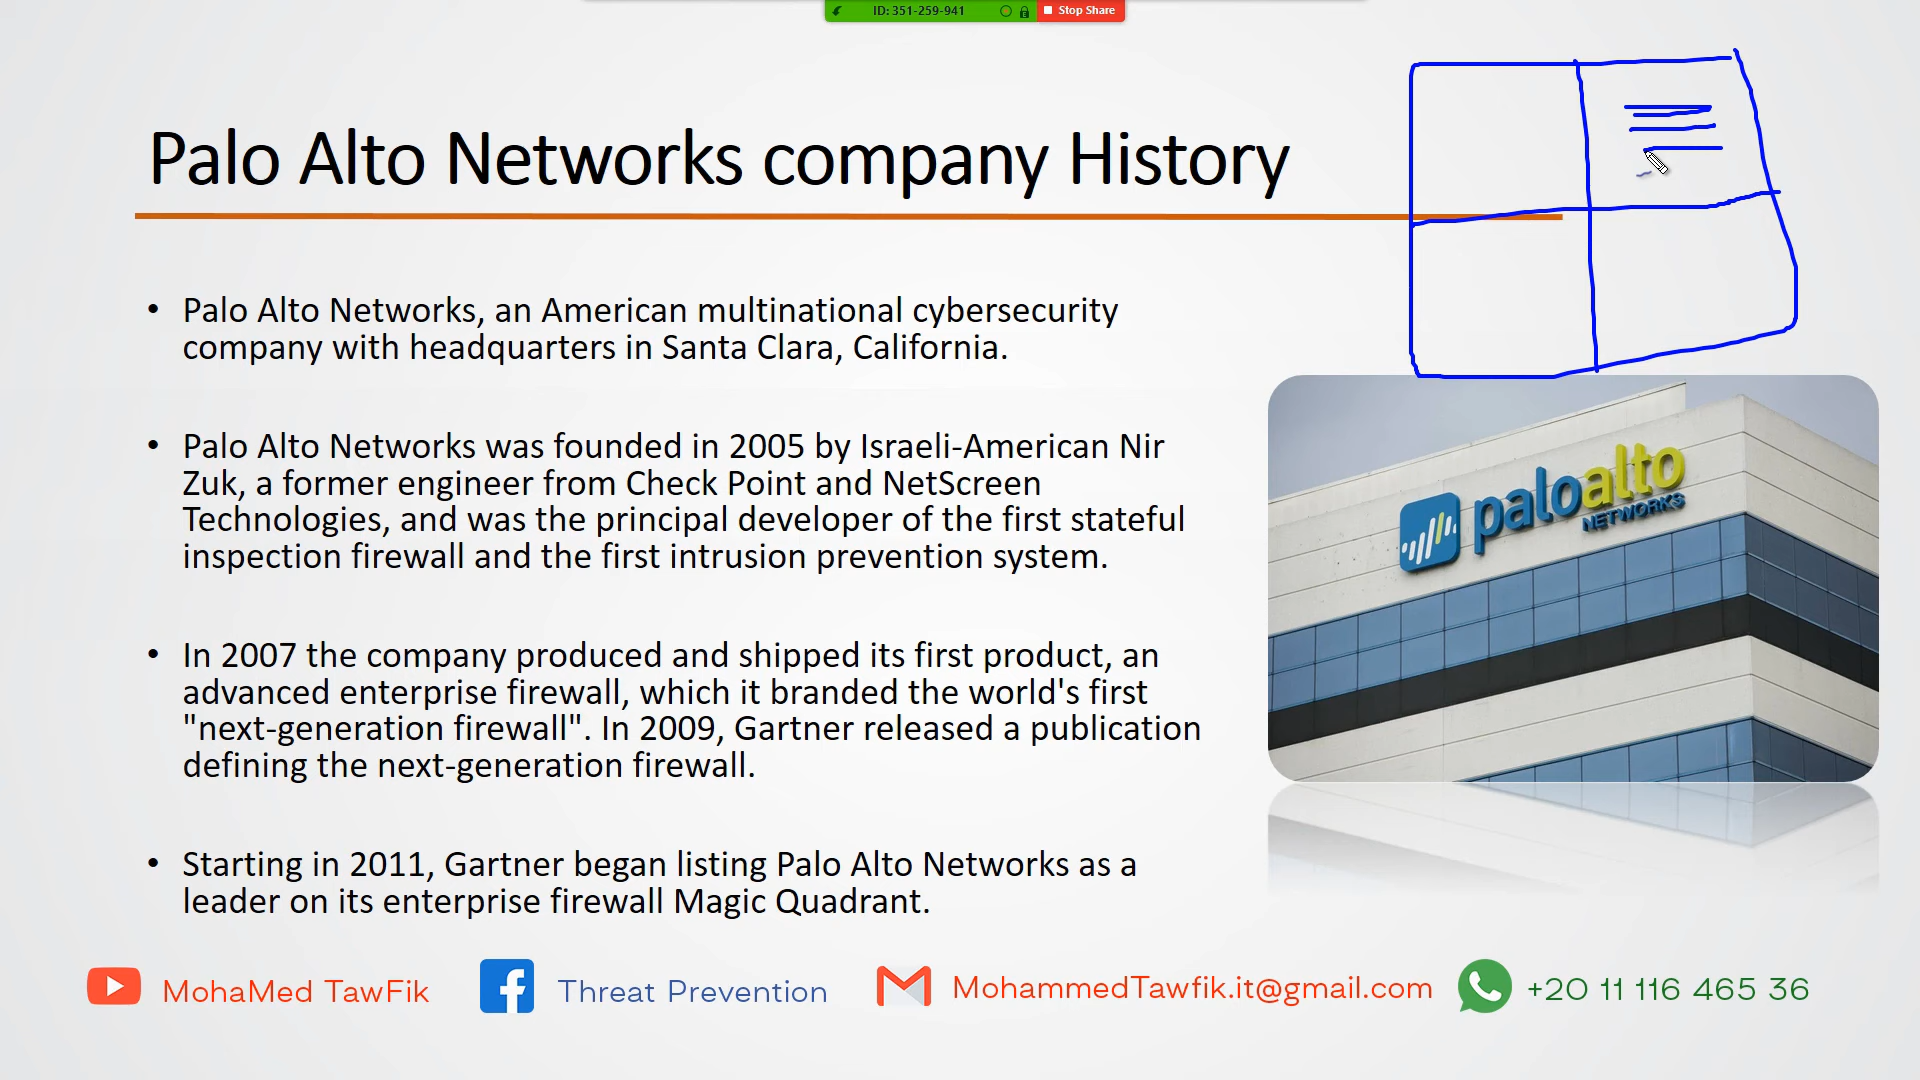 ID: 351-259-941
Stop Share
Palo Alto Networks company History
• Palo Alto Networks, an American multinational cybersecurity
company with headquarters in Santa Clara, California.
• Palo Alto Networks was founded in 2005 by Israeli-American Nir
Zuk, a former engineer from Check Point and NetScreen
Technologies, and was the principal developer of the first stateful
inspection firewall and the first intrusion prevention system.
• In 2007 the company produced and shipped its first product, an
advanced enterprise firewall, which it branded the world's first
"next-generation firewall". In 2009, Gartner released a publication
defining the next-generation firewall.
• Starting in 2011, Gartner began listing Palo Alto Networks as a
leader on its enterprise firewall Magic Quadrant.
paloalto
NETWORKS
MohaMed TawFik
Threat Prevention
MohammedTawfik.it@gmail.com
+20 11 116 465 36